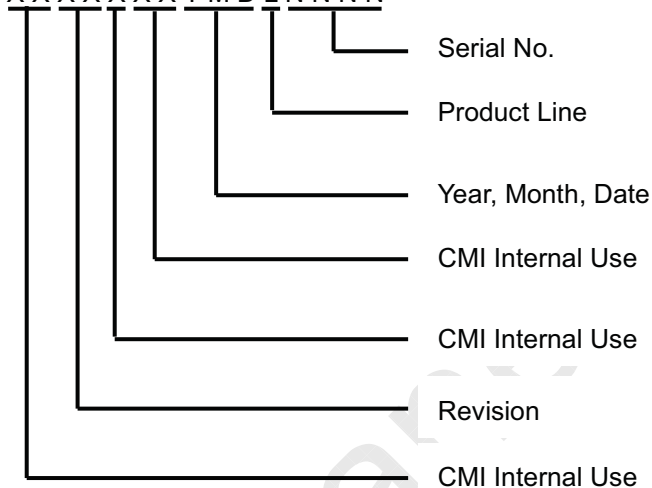 X X X X X X X Y M D L N N N N
Serial No.
Product Line
Year, Month, Date
CMI Internal Use
CMI Internal Use
Revision
CMI Internal Use